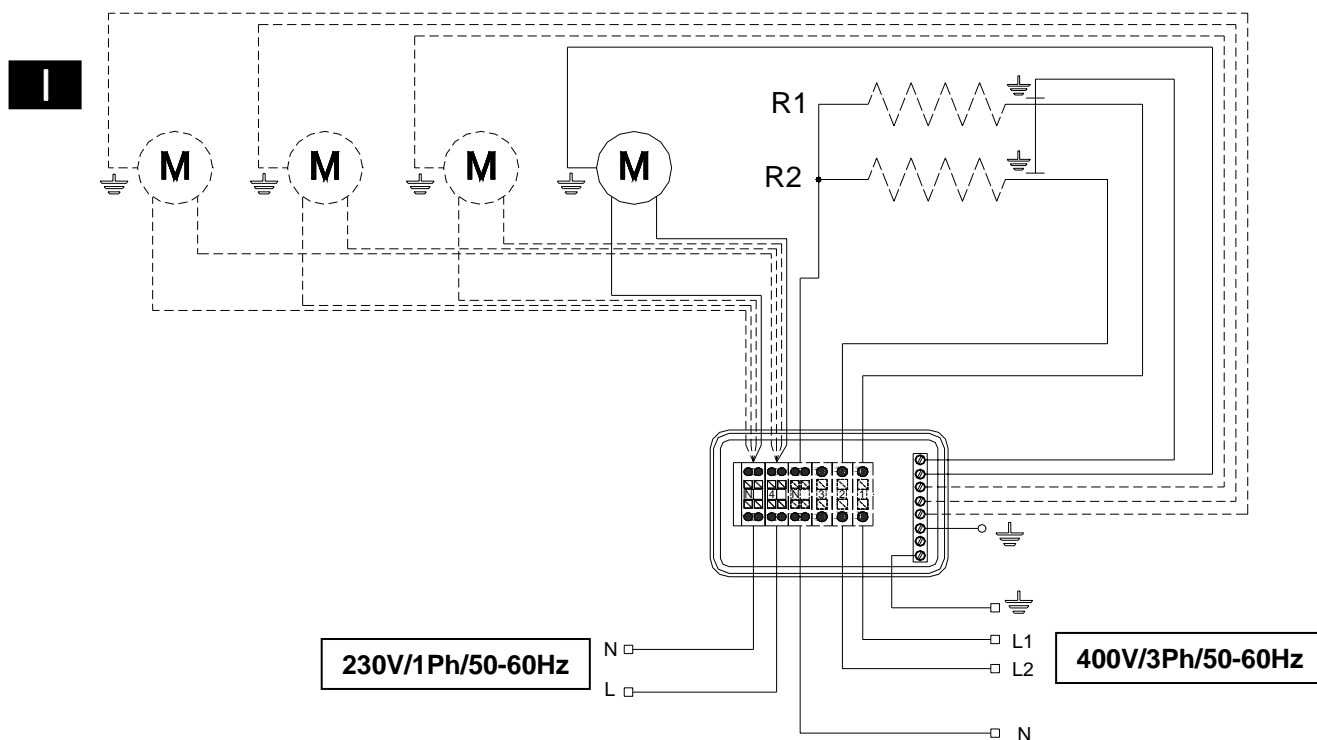 I
M M M M
R1
R2
N 4 N 3 2 1
230V/1Ph/50-60Hz
N
L
L1
L2
N
400V/3Ph/50-60Hz